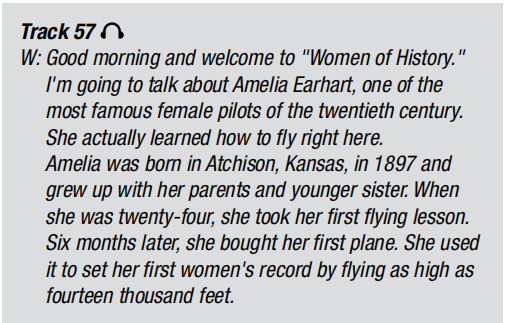 Track 57
W: Good morning and welcome to "Women of History."
I'm going to talk about Amelia Earhart, one of the
most famous female pilots of the twentieth century.
She actually learned how to fly right here.
Amelia was born in Atchison, Kansas, in 1897 and
grew up with her parents and younger sister. When
she was twenty-four, she took her first flying lesson.
Six months later, she bought her first plane. She used
it to set her first women's record by flying as high as
fourteen thousand feet.